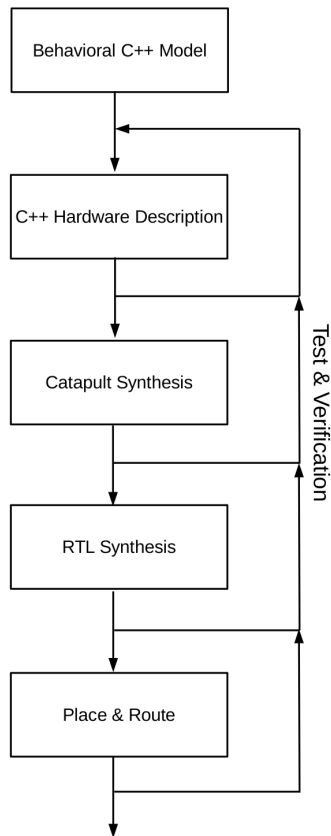 Behavioral C++ Model
C++ Hardware Description
Catapult Synthesis
Test & Verification
RTL Synthesis
Place & Route